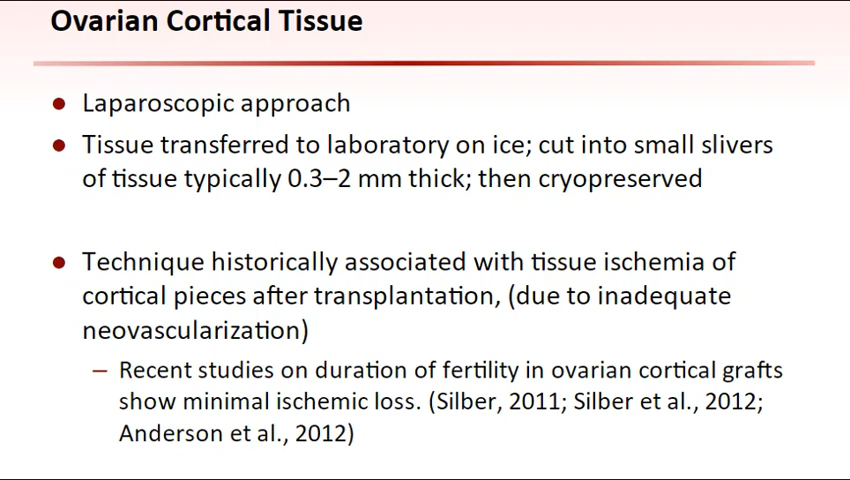 Ovarian Cortical Tissue
● Laparoscopic approach
● Tissue transferred to laboratory on ice; cut into small slivers
of tissue typically 0.3–2 mm thick; then cryopreserved
● Technique historically associated with tissue ischemia of
cortical pieces after transplantation, (due to inadequate
neovascularization)
– Recent studies on duration of fertility in ovarian cortical grafts
show minimal ischemic loss. (Silber, 2011; Silber et al., 2012;
Anderson et al., 2012)